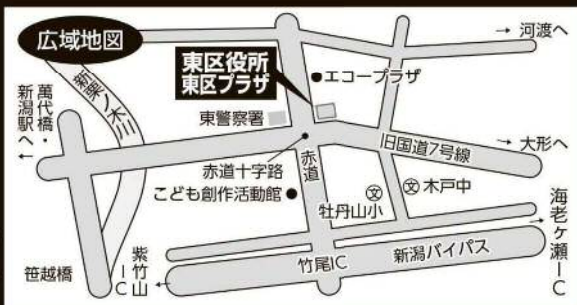 広域地図
→ 河渡へ
東区役所
東区プラザ
エコープラザ
新栗ノ木川
萬代橋・
新潟駅へ
←
東警察署
旧国道7号線
→ 大形へ
赤道十字路
赤道
こども創作活動館
文 木戸中
文
牡丹山小
海老ヶ瀬IC
→
笹越橋
紫竹山IC
←
竹尾IC
新潟バイパス